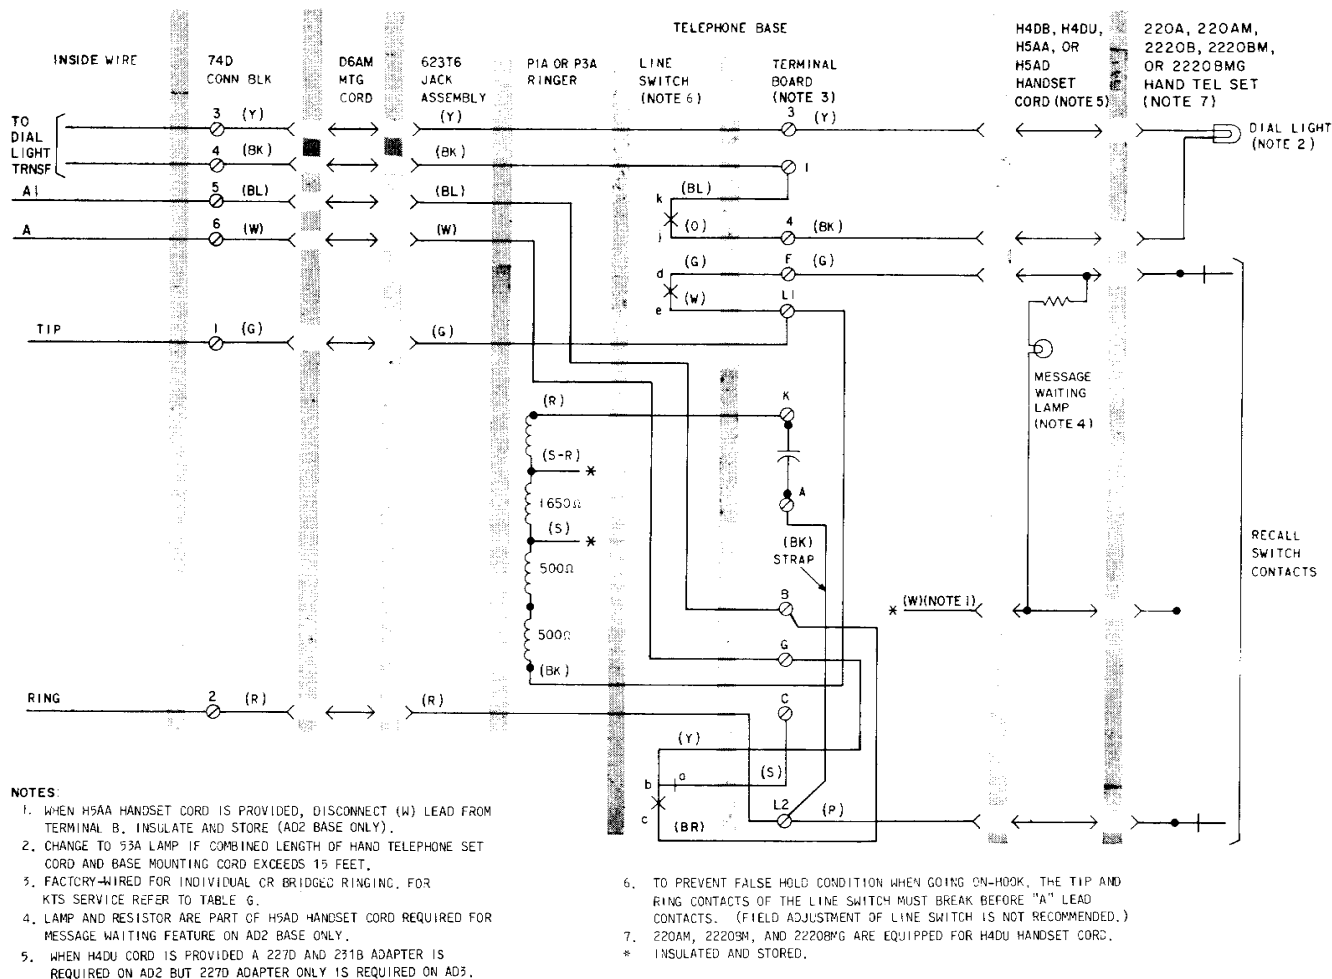 TELEPHONE BASE
INSIDE WIRE
74D
CONN BLK
D6AM
MTG
CORD
623T6
JACK
ASSEMBLY
P1A OR P3A
RINGER
LINE
SWITCH
(NOTE 6)
TERMINAL
BOARD
(NOTE 3)
H4DB, H4DU,
H5AA, OR
H5AD
HANDSET
CORD (NOTE 5)
220A, 220AM,
2220B, 2220BM,
OR 2220BMG
HAND TEL SET
(NOTE 7)
TO
DIAL
LIGHT
TRNSF
3 (Y)
(Y)
3
(Y)
DIAL LIGHT
(NOTE 2)
4 (BK)
(BK)
1
A1
5 (BL)
(BL)
k
(BL)
A
6 (W)
(W)
j
(O)
4
(BK)
d
(G)
F
(G)
e
(W)
L1
TIP
1 (G)
(G)
MESSAGE
WAITING
LAMP
(NOTE 4)
(R)
K
(S-R)
*
1650Ω
A
(S)
*
(BK)
STRAP
500Ω
RECALL
SWITCH
CONTACTS
B
* (W)(NOTE 1)
500Ω
G
(BK)
RING
2 (R)
(R)
C
(Y)
b
a
(S)
c
(BR)
L2
(P)
NOTES:
1. WHEN H5AA HANDSET CORD IS PROVIDED, DISCONNECT (W) LEAD FROM
TERMINAL B. INSULATE AND STORE (AD2 BASE ONLY).
2. CHANGE TO 53A LAMP IF COMBINED LENGTH OF HAND TELEPHONE SET
CORD AND BASE MOUNTING CORD EXCEEDS 15 FEET.
3. FACTORY-WIRED FOR INDIVIDUAL OR BRIDGED RINGING. FOR
KTS SERVICE REFER TO TABLE G.
4. LAMP AND RESISTOR ARE PART OF H5AD HANDSET CORD REQUIRED FOR
MESSAGE WAITING FEATURE ON AD2 BASE ONLY.
5. WHEN H4DU CORD IS PROVIDED A 227D AND 231B ADAPTER IS
REQUIRED ON AD2 BUT 227D ADAPTER ONLY IS REQUIRED ON AD3.
6. TO PREVENT FALSE HOLD CONDITION WHEN GOING ON-HOOK, THE TIP AND
RING CONTACTS OF THE LINE SWITCH MUST BREAK BEFORE "A" LEAD
CONTACTS. (FIELD ADJUSTMENT OF LINE SWITCH IS NOT RECOMMENDED.)
7. 220AM, 2220BM, AND 2220BMG ARE EQUIPPED FOR H4DU HANDSET CORD.
* INSULATED AND STORED.